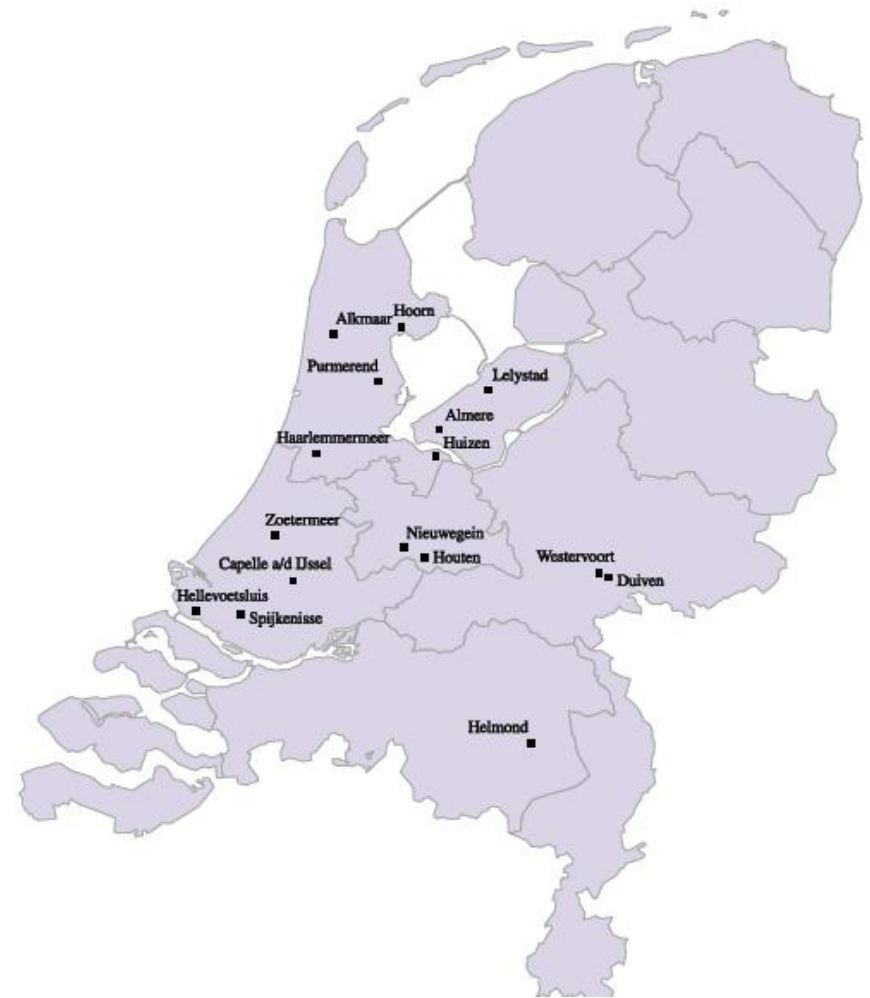 Hoorn
Alkmaar
Purmerend
Lelystad
Almere
Haarlemmermeer
Huizen
Zoetermeer
Nieuwegein
Houten
Westervoort
Capelle a/d IJssel
Duiven
Hellevoetsluis
Spijkenisse
Helmond